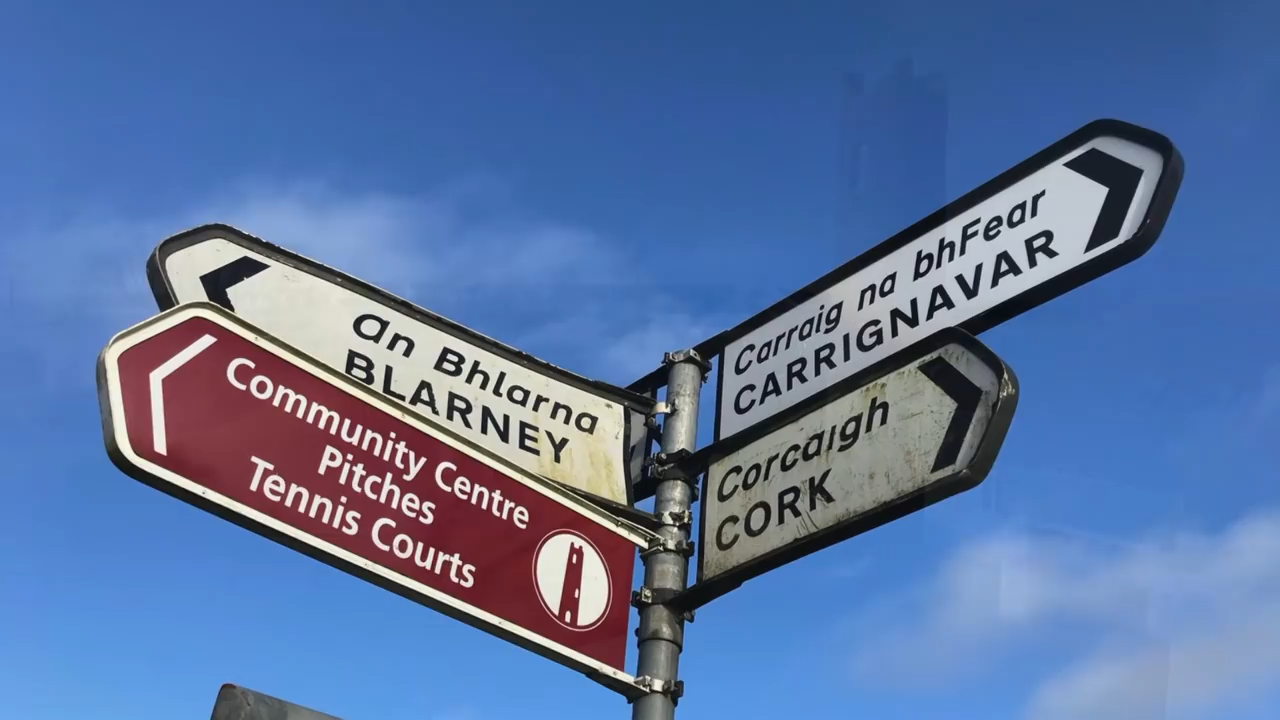 An Bhlarna
BLARNEY
Community Centre
Pitches
Tennis Courts
Carraig na bhFear
CARRIGNAVAR
Corcaigh
CORK